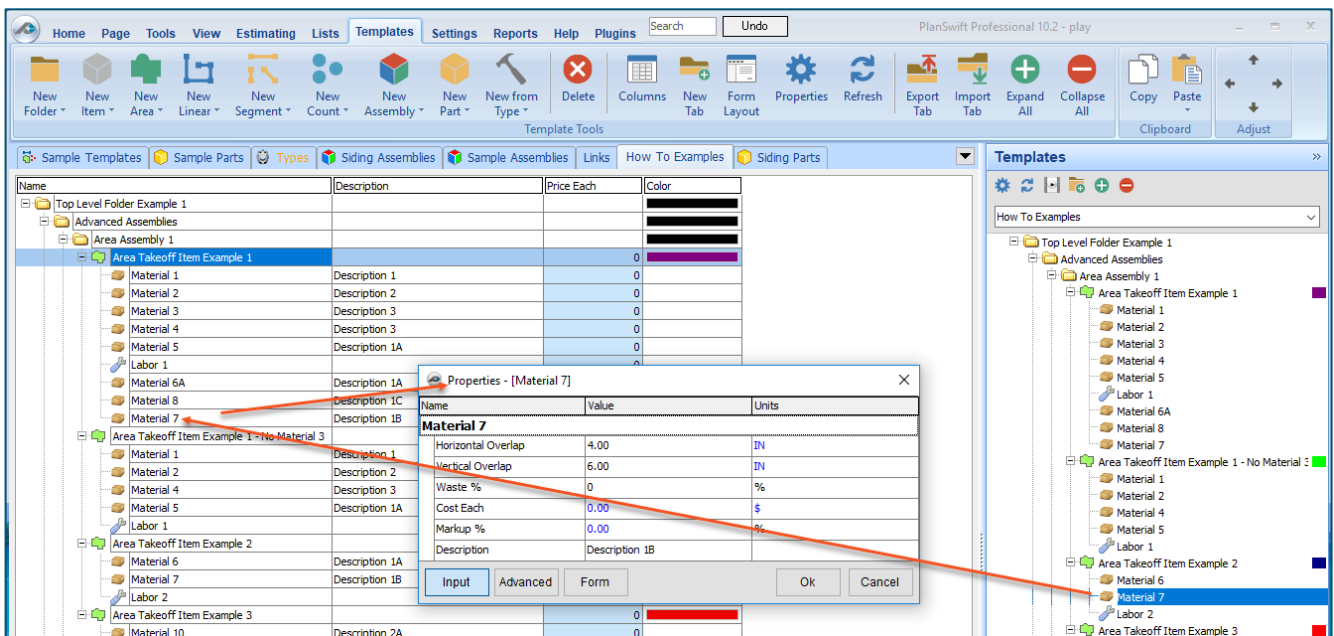 Home Page Tools View Estimating Lists Templates Settings Reports Help Plugins Search Undo PlanSwift Professional 10.2 - play
New Folder New Item New Area New Linear New Segment New Count New Assembly New Part New from Type Delete Columns New Tab Form Layout Properties Refresh Export Tab Import Tab Expand All Collapse All Copy Paste
Template Tools Clipboard Adjust
Sample Templates Sample Parts Types Siding Assemblies Sample Assemblies Links How To Examples Siding Parts
Name Description Price Each Color
Top Level Folder Example 1
Advanced Assemblies
Area Assembly 1
Area Takeoff Item Example 1 0
Material 1 Description 1 0
Material 2 Description 2 0
Material 3 Description 3 0
Material 4 Description 3 0
Material 5 Description 1A 0
Labor 1 0
Material 6A Description 1A
Material 8 Description 1C
Material 7 Description 1B
Area Takeoff Item Example 1 - No Material 3
Material 1 Description 1
Material 2 Description 2
Material 4 Description 3
Material 5 Description 1A
Labor 1
Area Takeoff Item Example 2
Material 6 Description 1A
Material 7 Description 1B
Labor 2
Area Takeoff Item Example 3 0
Material 10 Description 2A 0
Properties - [Material 7]
Name Value Units
Material 7
Horizontal Overlap 4.00 IN
Vertical Overlap 6.00 IN
Waste % 0 %
Cost Each 0.00 $
Markup % 0.00 %
Description Description 1B
Input Advanced Form Ok Cancel
Templates
How To Examples
Top Level Folder Example 1
Advanced Assemblies
Area Assembly 1
Area Takeoff Item Example 1
Material 1
Material 2
Material 3
Material 4
Material 5
Labor 1
Material 6A
Material 8
Material 7
Area Takeoff Item Example 1 - No Material 3
Material 1
Material 2
Material 4
Material 5
Labor 1
Area Takeoff Item Example 2
Material 6
Material 7
Labor 2
Area Takeoff Item Example 3